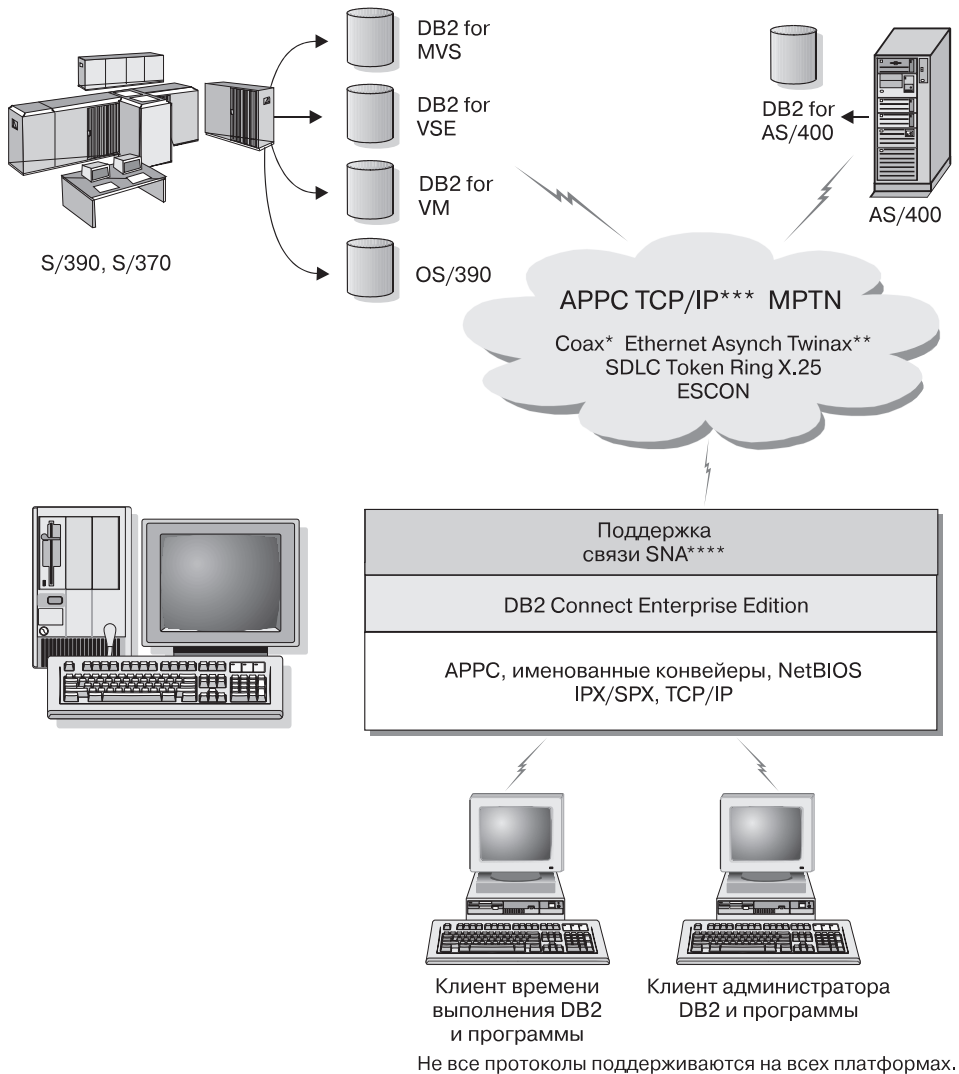 DB2 for
MVS
DB2 for
VSE
DB2 for
VM
OS/390
S/390, S/370
DB2 for
AS/400
AS/400
APPC TCP/IP*** MPTN
Coax* Ethernet Asynch Twinax**
SDLC Token Ring X.25
ESCON
Поддержка
связи SNA****
DB2 Connect Enterprise Edition
APPC, именованные конвейеры, NetBIOS
IPX/SPX, TCP/IP
Клиент времени
выполнения DB2
и программы
Клиент администратора
DB2 и программы
Не все протоколы поддерживаются на всех платформах.